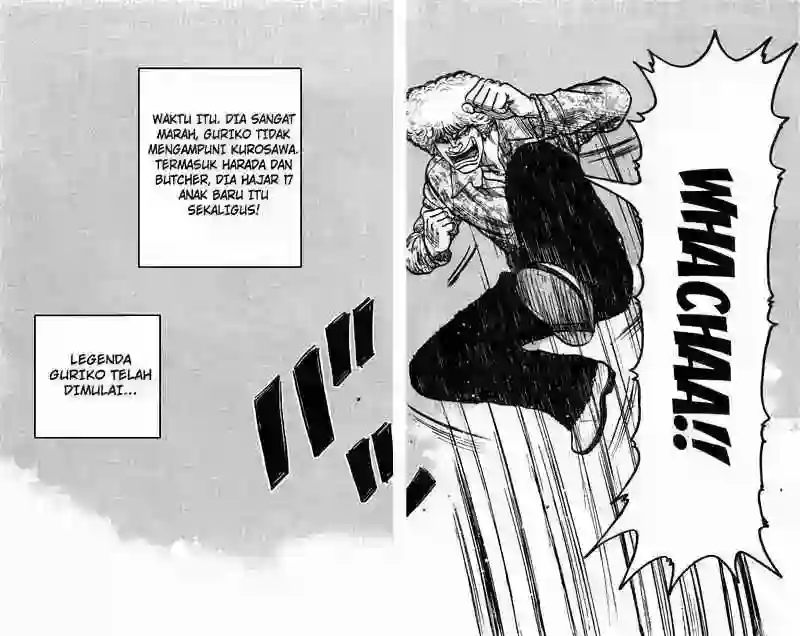 WHACHAA!!
WAKTU ITU. DIA SANGAT
MARAH, GURIKO TIDAK
MENGAMPUNI KUROSAWA.
TERMASUK HARADA DAN
BUTCHER, DIA HAJAR 17
ANAK BARU ITU
SEKALIGUS!
LEGENDA
GURIKO TELAH
DIMULAI...